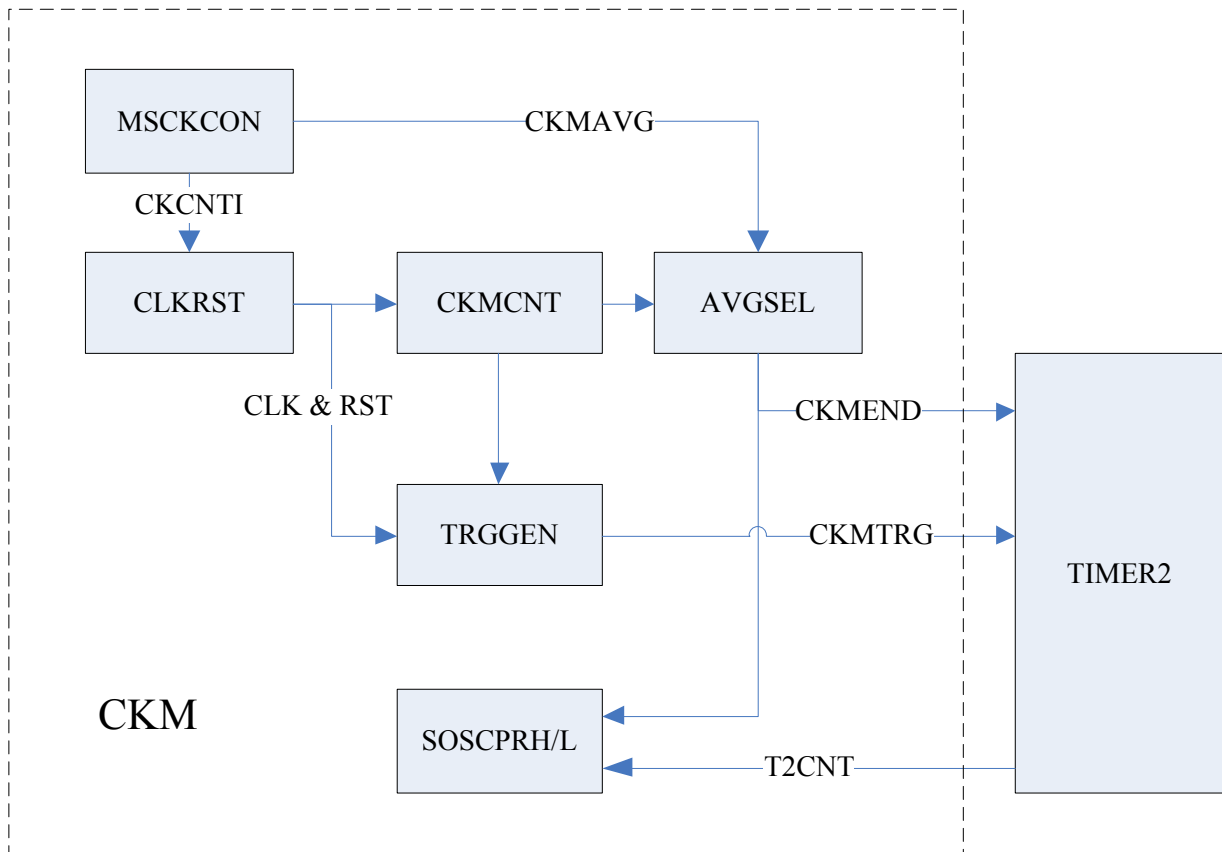 MSCKCON
CKMAVG
CKCNTI
CLKRST
CKMCNT
AVGSEL
CLK & RST
CKMEND
TRGGEN
CKMTRG
TIMER2
CKM
SOSCPRH/L
T2CNT